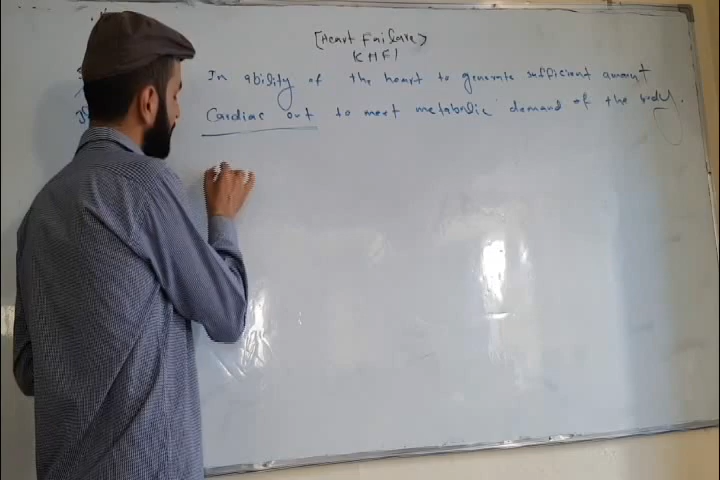 [Heart Failure>
KHF1
In ability of the heart to generate sufficient amount
Cardiac out to meet metabolic demand of the body.